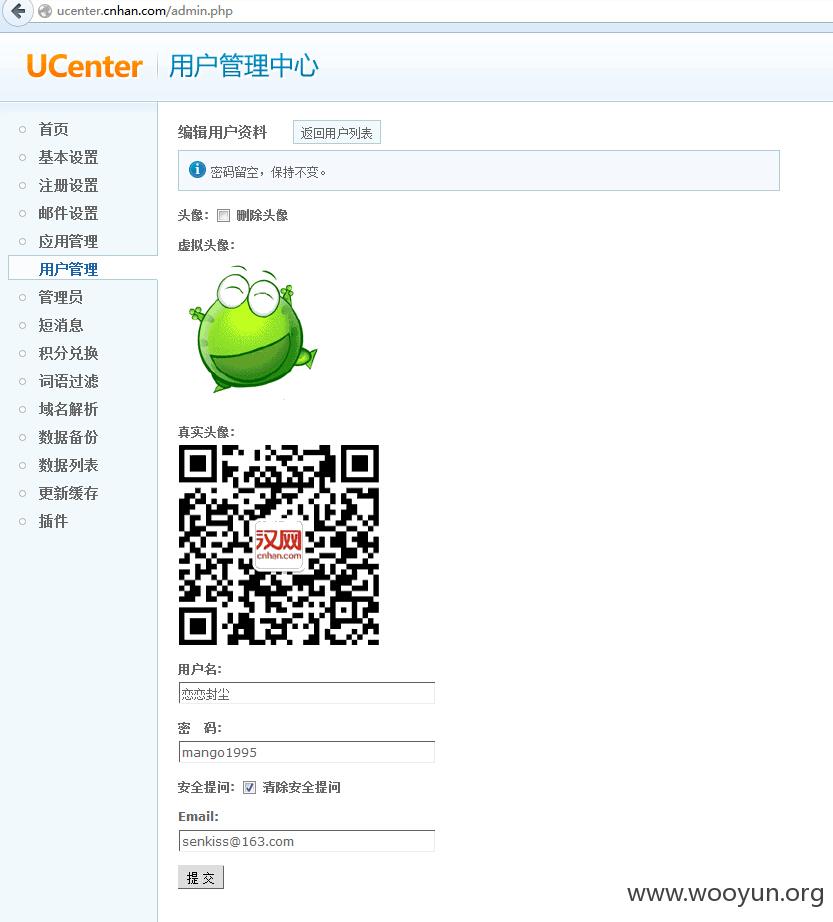 ucenter.cnhan.com/admin.php
UCenter 用户管理中心
首页
基本设置
注册设置
邮件设置
应用管理
用户管理
管理员
短消息
积分兑换
词语过滤
域名解析
数据备份
数据列表
更新缓存
插件
编辑用户资料 返回用户列表
密码留空，保持不变。
头像: 删除头像
虚拟头像:
真实头像:
汉网
cnhan.com
用户名:
恋恋封尘
密 码:
mango1995
安全提问: 清除安全提问
Email:
senkiss@163.com
提 交
www.wooyun.org